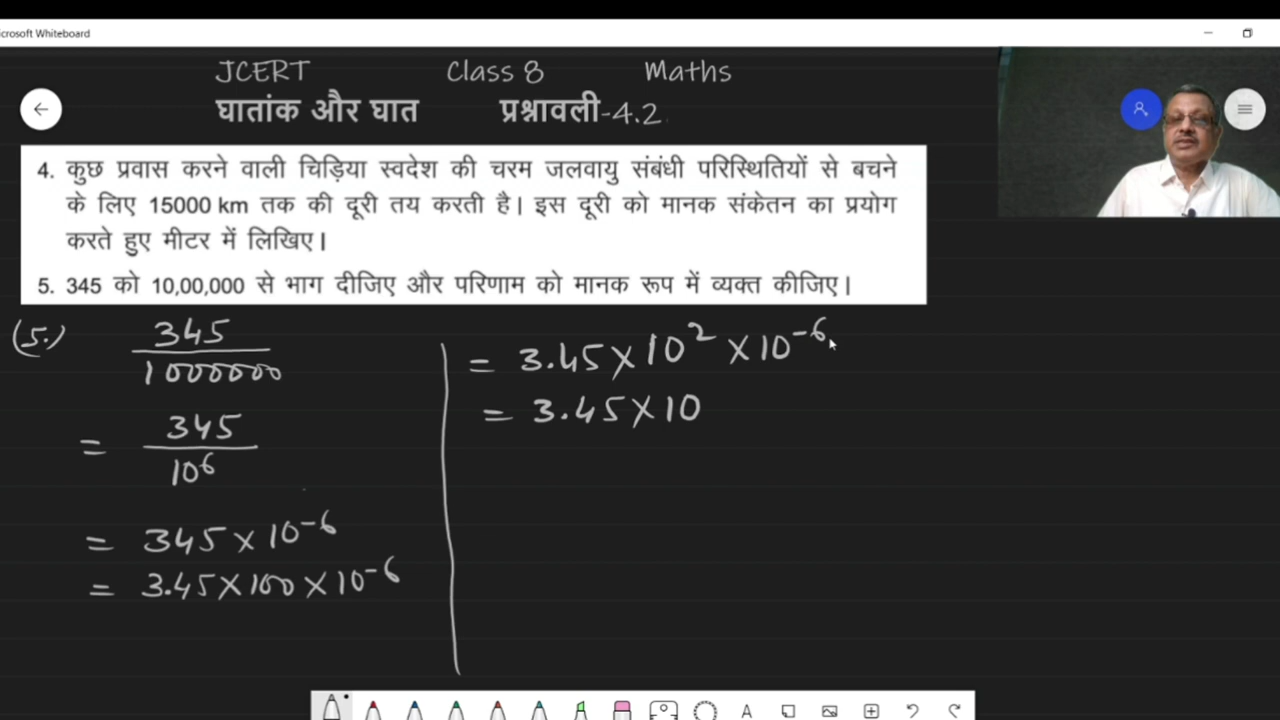 crosoft Whiteboard
JCERT Class 8 Maths
घातांक और घात प्रश्नावली-4.2
4. कुछ प्रवास करने वाली चिड़िया स्वदेश की चरम जलवायु संबंधी परिस्थितियों से बचने
के लिए 15000 km तक की दूरी तय करती है। इस दूरी को मानक संकेतन का प्रयोग
करते हुए मीटर में लिखिए।
5. 345 को 10,00,000 से भाग दीजिए और परिणाम को मानक रूप में व्यक्त कीजिए।
(5.) 345
1000000
= 345
10⁶
= 345 × 10⁻⁶
= 3.45 × 100 × 10⁻⁶
= 3.45 × 10² × 10⁻⁶
= 3.45 × 10
A